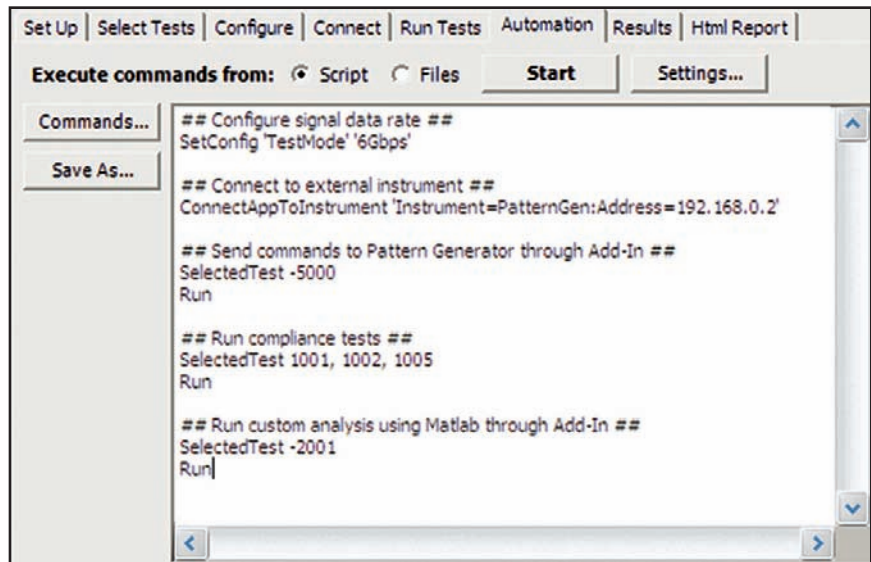 Set Up | Select Tests | Configure | Connect | Run Tests | Automation | Results | Html Report
Execute commands from: Script Files Start Settings...
Commands...
Save As...
## Configure signal data rate ##
SetConfig 'TestMode' '6Gbps'
## Connect to external instrument ##
ConnectAppToInstrument 'Instrument=PatternGen:Address=192.168.0.2'
## Send commands to Pattern Generator through Add-In ##
SelectedTest -5000
Run
## Run compliance tests ##
SelectedTest 1001, 1002, 1005
Run
## Run custom analysis using Matlab through Add-In ##
SelectedTest -2001
Run